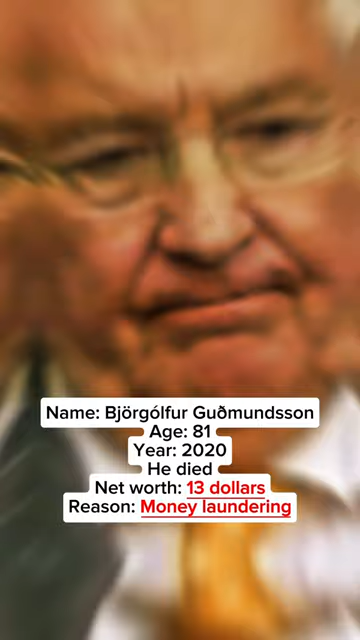 Name: Björgólfur Guðmundsson
Age: 81
Year: 2020
He died
Net worth: 13 dollars
Reason: Money laundering